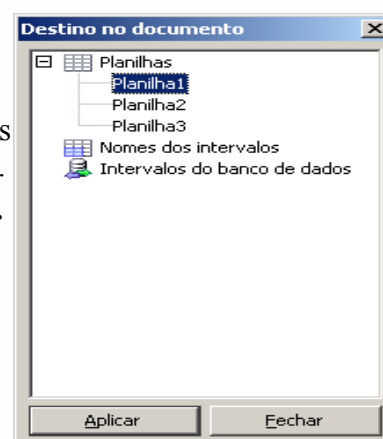 Destino no documento
Planilhas
Planilha1
Planilha2
Planilha3
s
Nomes dos intervalos
Intervalos do banco de dados
Aplicar
Fechar